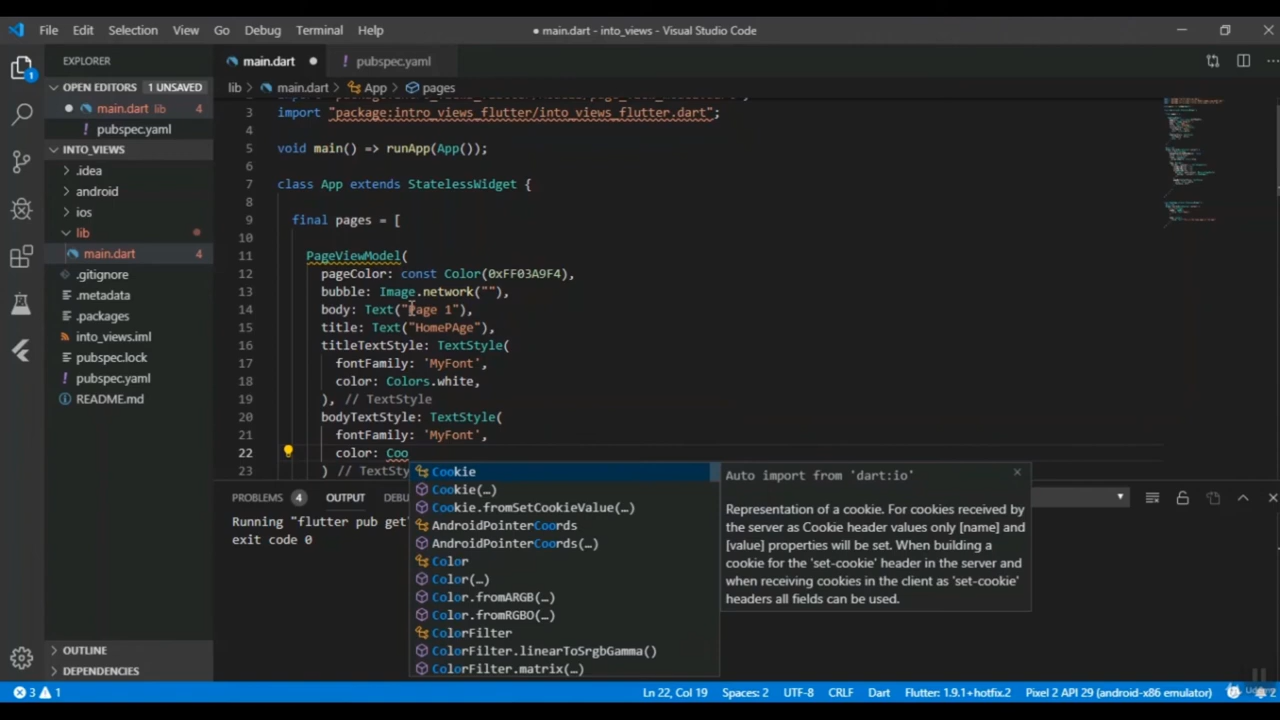 File Edit Selection View Go Debug Terminal Help
● main.dart - into_views - Visual Studio Code
EXPLORER
main.dart
pubspec.yaml
OPEN EDITORS 1 UNSAVED
main.dart lib 4
pubspec.yaml
INTO_VIEWS
.idea
android
ios
lib
main.dart 4
.gitignore
.metadata
.packages
into_views.iml
pubspec.lock
pubspec.yaml
README.md
OUTLINE
DEPENDENCIES
lib > main.dart > App > pages
3 import "package:intro_views-flutter/into_views_flutter.dart";
4
5 void main() => runApp(App());
6
7 class App extends StatelessWidget {
8
9 final pages = [
10
11 PageViewModel(
12 pageColor: const Color(0xFF03A9F4),
13 bubble: Image.network(""),
14 body: Text("Page 1"),
15 title: Text("HomePAge"),
16 titleTextStyle: TextStyle(
17 fontFamily: 'MyFont',
18 color: Colors.white,
19 ), // TextStyle
20 bodyTextStyle: TextStyle(
21 fontFamily: 'MyFont',
22 color: Coo
23 ) // TextSty
Cookie
Cookie(…)
Cookie.fromSetCookieValue(…)
AndroidPointerCoords
AndroidPointerCoords(…)
Color
Color(…)
Color.fromARGB(…)
Color.fromRGBO(…)
ColorFilter
ColorFilter.linearToSrgbGamma()
ColorFilter.matrix(…)
Auto import from 'dart:io'
Representation of a cookie. For cookies received by
the server as Cookie header values only [name] and
[value] properties will be set. When building a
cookie for the 'set-cookie' header in the server and
when receiving cookies in the client as 'set-cookie'
headers all fields can be used.
PROBLEMS 4 OUTPUT DEBU
Running "flutter pub get
exit code 0
3 1 Ln 22, Col 19 Spaces: 2 UTF-8 CRLF Dart Flutter: 1.9.1+hotfix.2 Pixel 2 API 29 (android-x86 emulator) 2